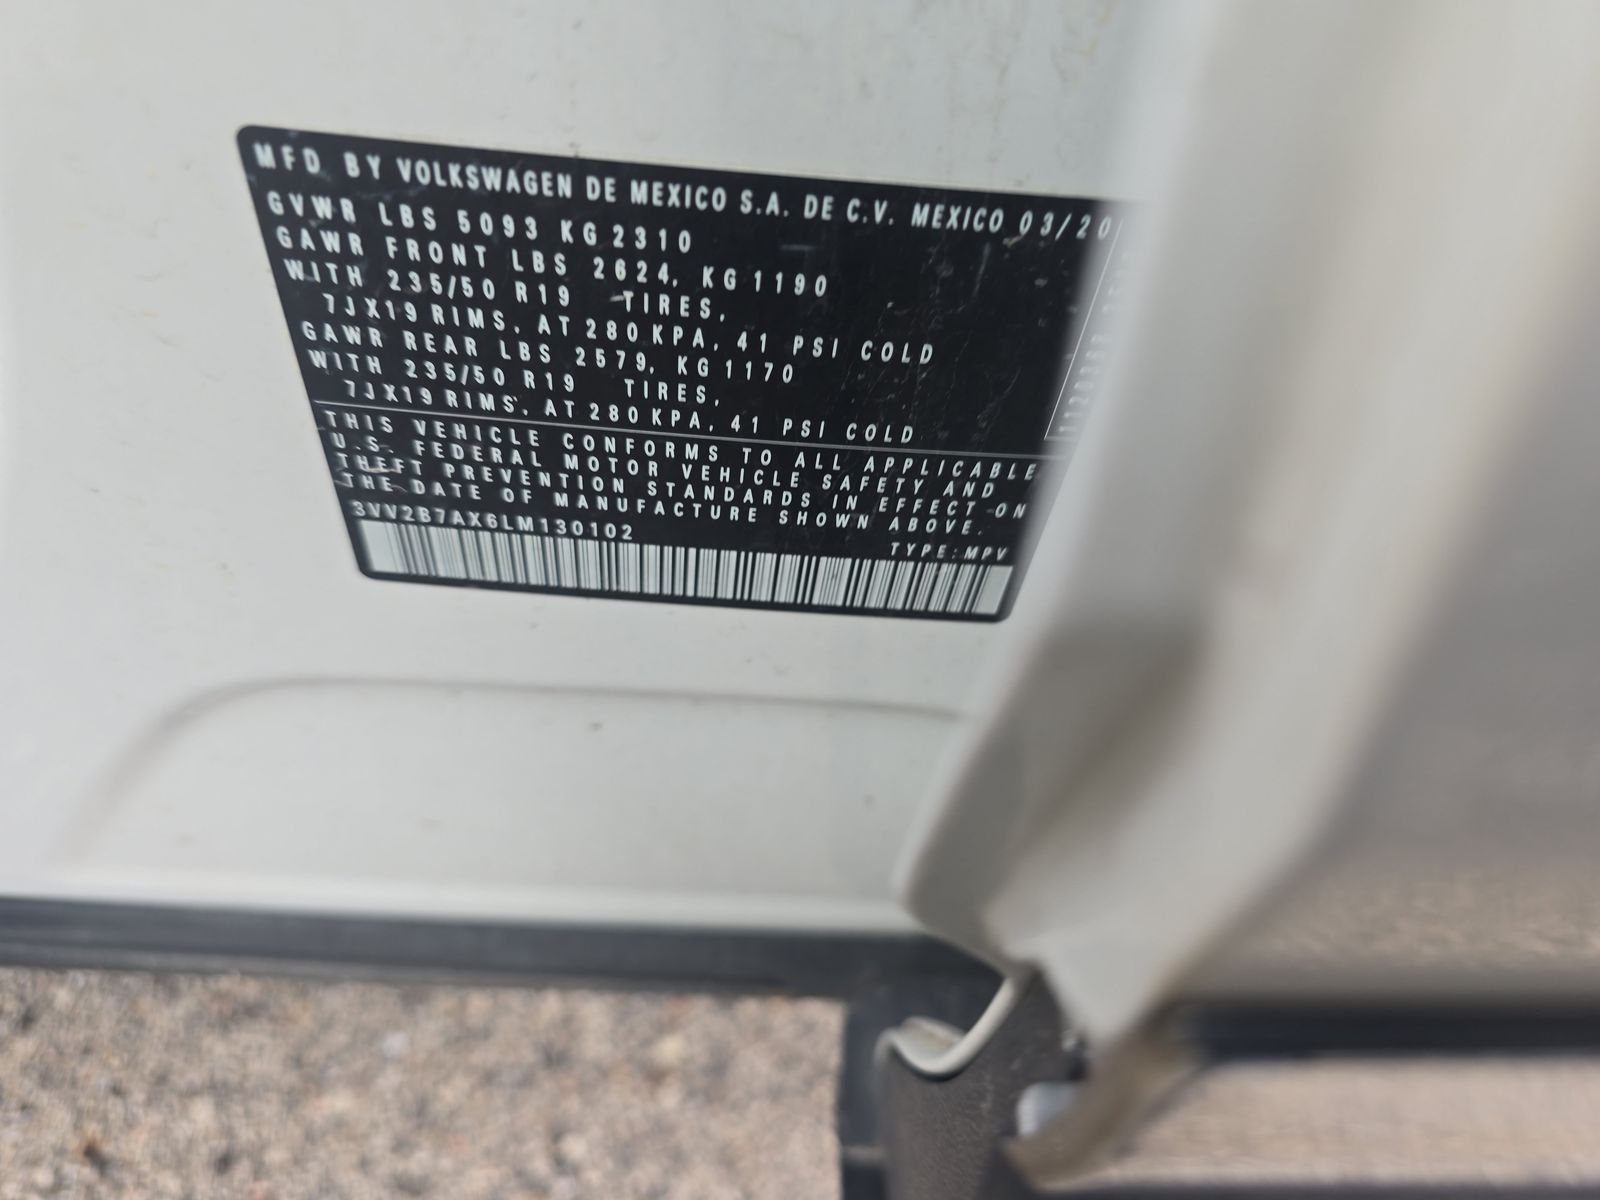 MFD. BY VOLKSWAGEN DE MEXICO S.A. DE C.V. MEXICO 03/20
GVWR LBS 5093 KG 2310
GAWR FRONT LBS 2624, KG 1190
WITH 235/50 R19 TIRES,
7JX19 RIMS, AT 280 KPA, 41 PSI COLD
GAWR REAR LBS 2579, KG 1170
WITH 235/50 R19 TIRES,
7JX19 RIMS, AT 280 KPA, 41 PSI COLD
THIS VEHICLE CONFORMS TO ALL APPLICABLE
U.S. FEDERAL MOTOR VEHICLE SAFETY AND
THEFT PREVENTION STANDARDS IN EFFECT ON
THE DATE OF MANUFACTURE SHOWN ABOVE.
3VV2B7AX6LM130102
TYPE: MPV